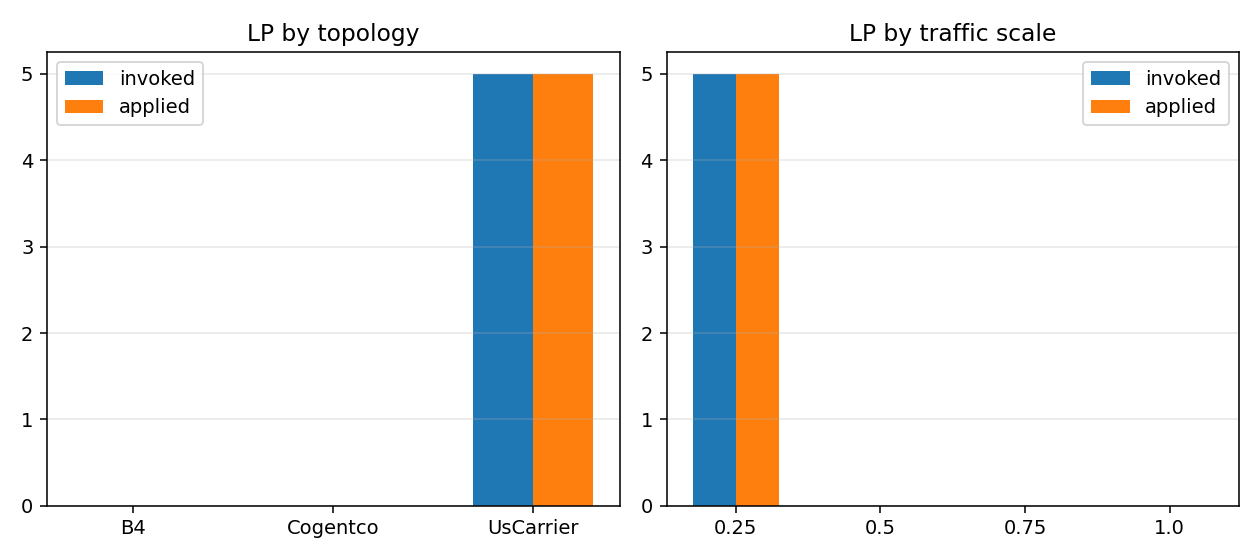 LP by topology
invoked
applied
5
4
3
2
1
0
B4 Cogentco UsCarrier
LP by traffic scale
invoked
applied
5
4
3
2
1
0
0.25 0.5 0.75 1.0